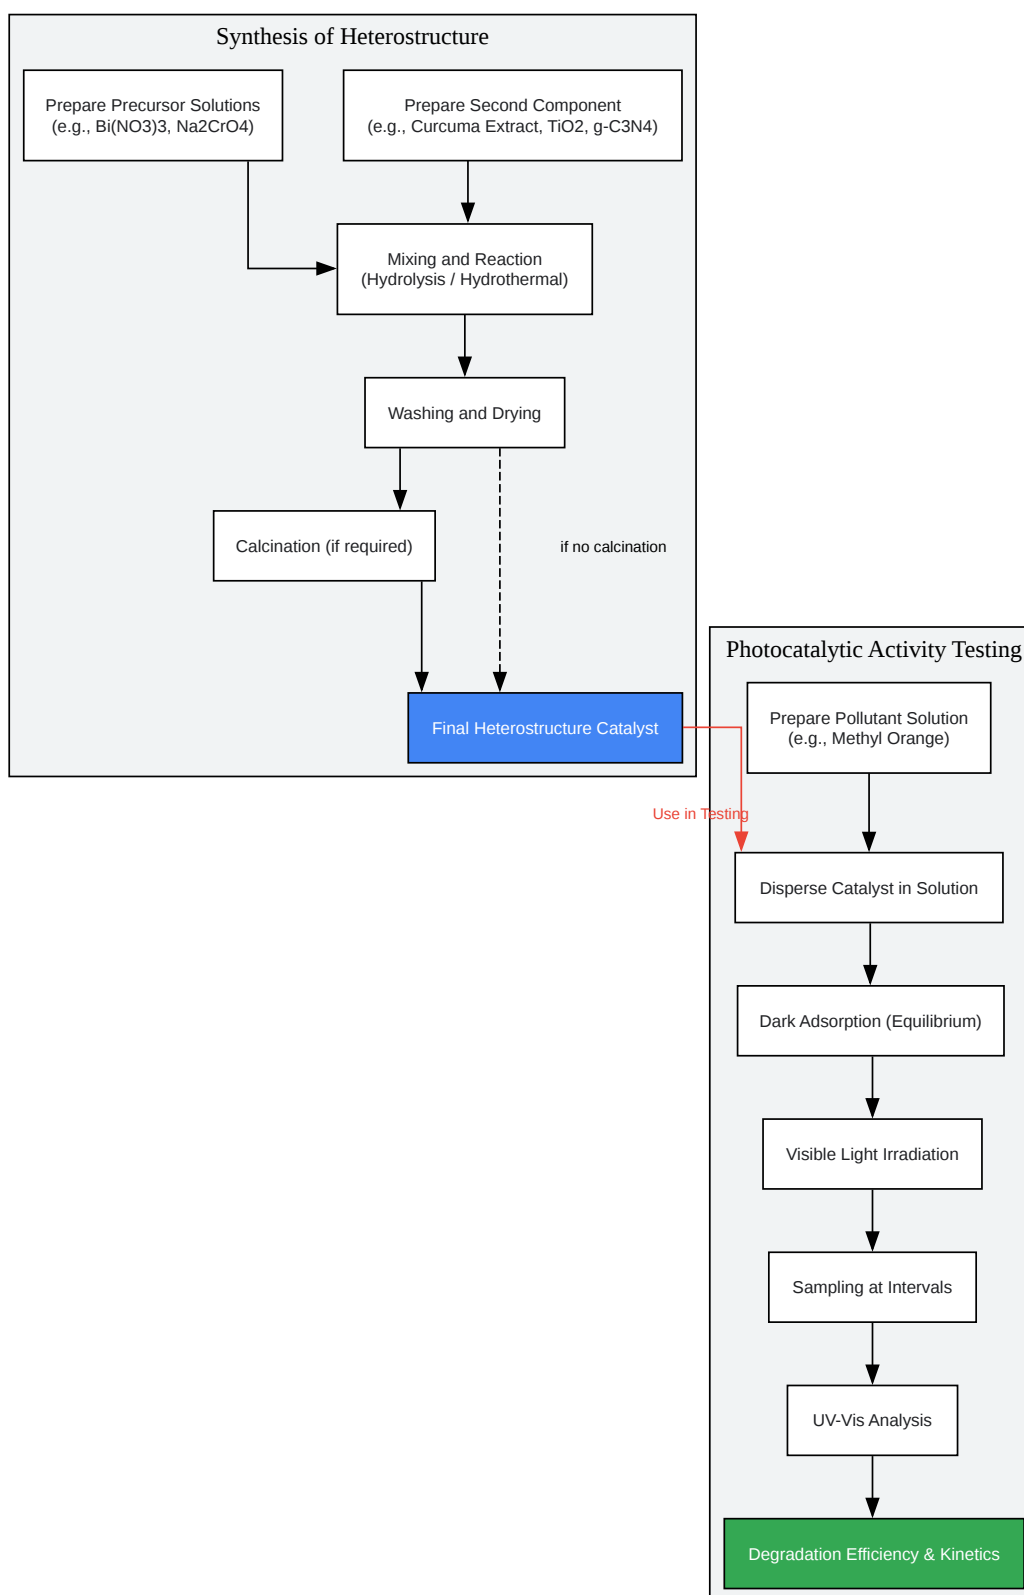 Synthesis of Heterostructure
Prepare Precursor Solutions
(e.g., Bi(NO3)3, Na2CrO4)
Prepare Second Component
(e.g., Curcuma Extract, TiO2, g-C3N4)
Mixing and Reaction
(Hydrolysis / Hydrothermal)
Washing and Drying
Calcination (if required)
if no calcination
Final Heterostructure Catalyst
Photocatalytic Activity Testing
Prepare Pollutant Solution
(e.g., Methyl Orange)
Use in Testing
Disperse Catalyst in Solution
Dark Adsorption (Equilibrium)
Visible Light Irradiation
Sampling at Intervals
UV-Vis Analysis
Degradation Efficiency & Kinetics